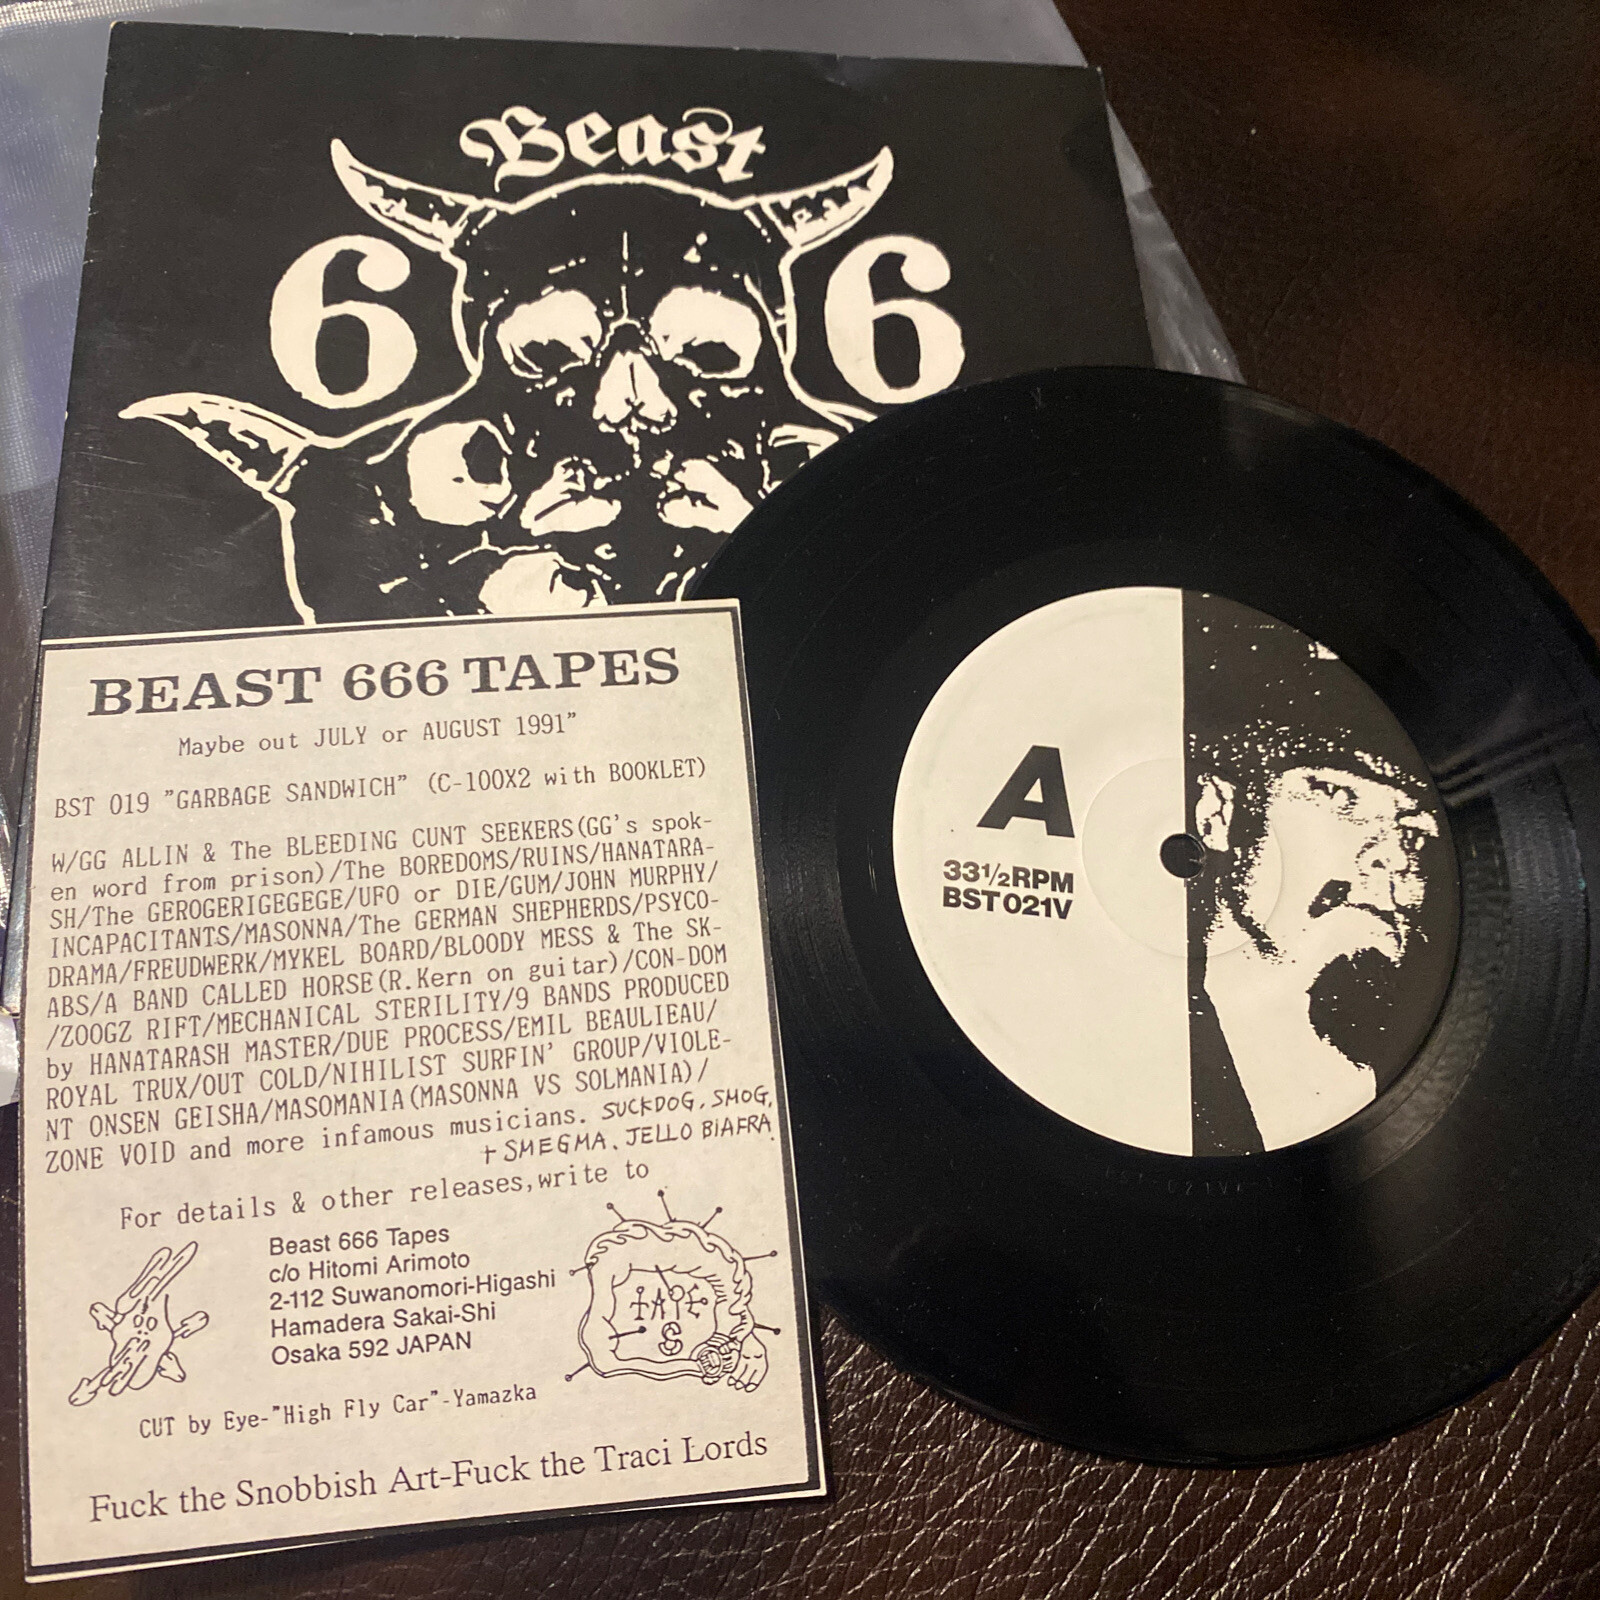 Beast
6 6
BEAST 666 TAPES
Maybe out JULY or AUGUST 1991”
BST 019 ”GARBAGE SANDWICH” (C-100X2 with BOOKLET)
W/GG ALLIN & The BLEEDING CUNT SEEKERS(GG's spok-
en word from prison)/The BOREDOMS/RUINS/HANATARA-
SH/The GEROGERIGEGEGE/UFO or DIE/GUM/JOHN MURPHY/
INCAPACITANTS/MASONNA/The GERMAN SHEPHERDS/PSYCO-
DRAMA/FREUDWERK/MYKEL BOARD/BLOODY MESS & The SK-
ABS/A BAND CALLED HORSE(R.Kern on guitar)/CON-DOM
/ZOOGZ RIFT/MECHANICAL STERILITY/9 BANDS PRODUCED
by HANATARASH MASTER/DUE PROCESS/EMIL BEAULIEAU/
ROYAL TRUX/OUT COLD/NIHILIST SURFIN' GROUP/VIOLE-
NT ONSEN GEISHA/MASOMANIA(MASONNA VS SOLMANIA)/
ZONE VOID and more infamous musicians. SUCKDOG, SMOG,
+ SMEGMA. JELLO BIAFRA
For details & other releases,write to
Beast 666 Tapes
c/o Hitomi Arimoto
2-112 Suwanomori-Higashi
Hamadera Sakai-Shi
Osaka 592 JAPAN
TAPE
S
CUT by Eye-”High Fly Car”-Yamazka
Fuck the Snobbish Art-Fuck the Traci Lords
A
33½RPM
BST021V